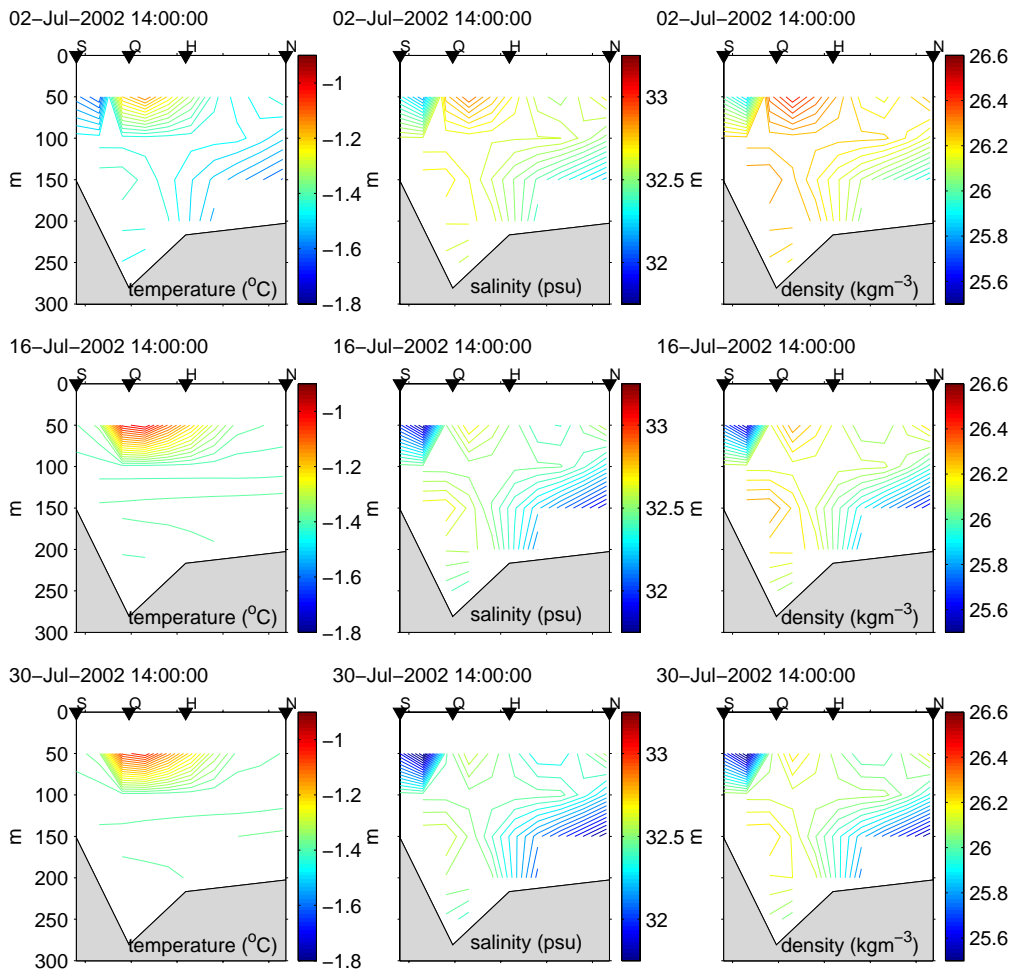 02−Jul−2002 14:00:00 02−Jul−2002 14:00:00 02−Jul−2002 14:00:00
S Q H N S Q H N S Q H N
0 50 100 150 200 250 300
m
temperature (°C)
−1 −1.2 −1.4 −1.6 −1.8
m
salinity (psu)
33 32.5 32
density (kgm⁻³)
26.6 26.4 26.2 26 25.8 25.6
16−Jul−2002 14:00:00 16−Jul−2002 14:00:00 16−Jul−2002 14:00:00
S Q H N S Q H N S Q H N
0 50 100 150 200 250 300
m
temperature (°C)
−1 −1.2 −1.4 −1.6 −1.8
m
salinity (psu)
33 32.5 32
m
density (kgm⁻³)
26.6 26.4 26.2 26 25.8 25.6
30−Jul−2002 14:00:00 30−Jul−2002 14:00:00 30−Jul−2002 14:00:00
S Q H N S Q H N S Q H N
0 50 100 150 200 250 300
m
temperature (°C)
−1 −1.2 −1.4 −1.6 −1.8
m
salinity (psu)
33 32.5 32
m
density (kgm⁻³)
26.6 26.4 26.2 26 25.8 25.6